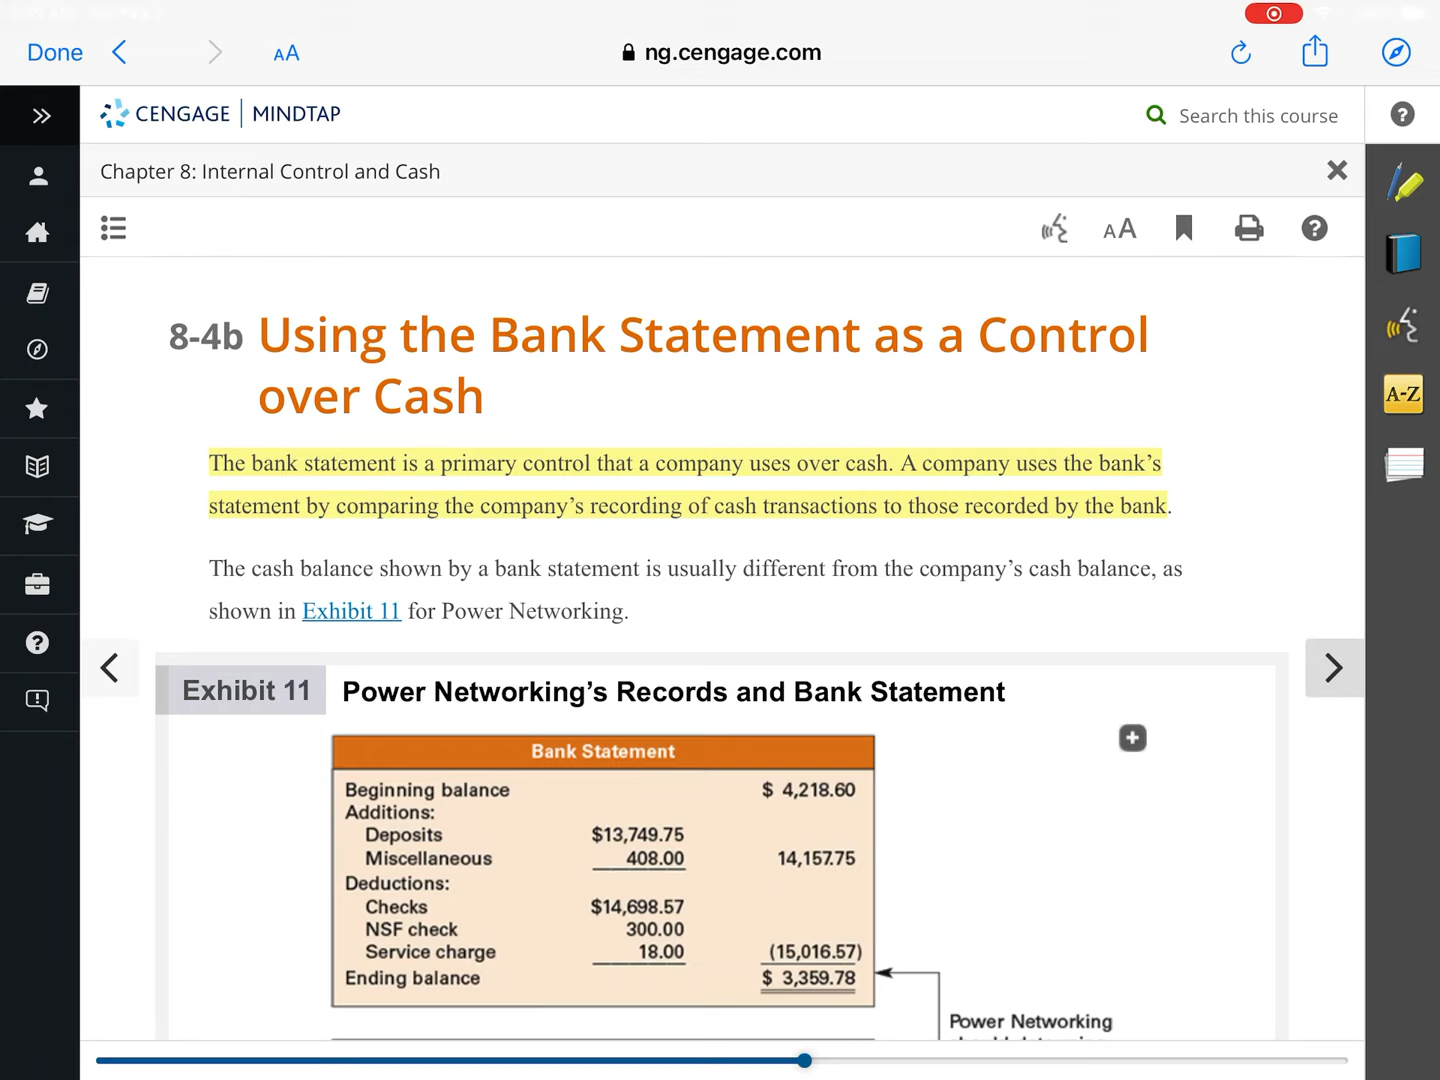 Done
AA
ng.cengage.com
CENGAGE | MINDTAP
Search this course
Chapter 8: Internal Control and Cash
AA
A-Z
8-4b Using the Bank Statement as a Control
over Cash
The bank statement is a primary control that a company uses over cash. A company uses the bank’s
statement by comparing the company’s recording of cash transactions to those recorded by the bank.
The cash balance shown by a bank statement is usually different from the company’s cash balance, as
shown in Exhibit 11 for Power Networking.
Exhibit 11 Power Networking’s Records and Bank Statement
Bank Statement
Beginning balance $ 4,218.60
Additions:
Deposits $13,749.75
Miscellaneous 408.00 14,157.75
Deductions:
Checks $14,698.57
NSF check 300.00
Service charge 18.00 (15,016.57)
Ending balance $ 3,359.78
Power Networking